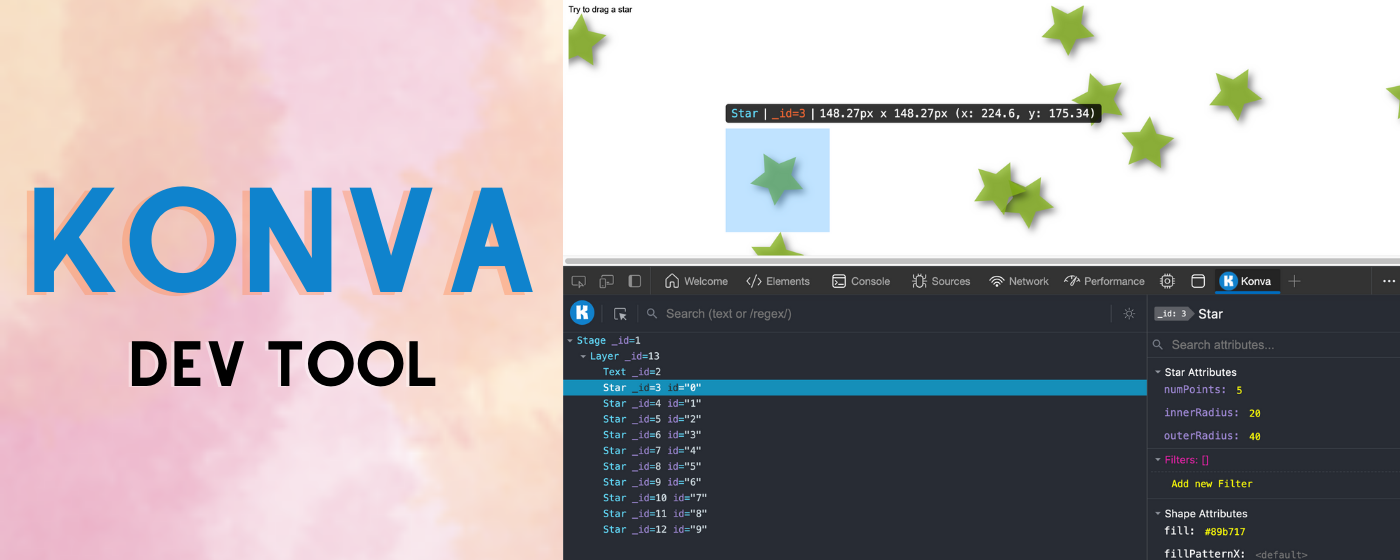 KONVA
DEV TOOL
Try to drag a star
Star | _id=3 | 148.27px x 148.27px (x: 224.6, y: 175.34)
Welcome Elements Console Sources Network Performance K Konva
K Search (text or /regex/)
Stage _id=1
Layer _id=13
Text _id=2
Star _id=3 id="0"
Star _id=4 id="1"
Star _id=5 id="2"
Star _id=6 id="3"
Star _id=7 id="4"
Star _id=8 id="5"
Star _id=9 id="6"
Star _id=10 id="7"
Star _id=11 id="8"
Star _id=12 id="9"
_id: 3 Star
Search attributes...
Star Attributes
numPoints: 5
innerRadius: 20
outerRadius: 40
Filters: []
Add new Filter
Shape Attributes
fill: #89b717
fillPatternX: <default>